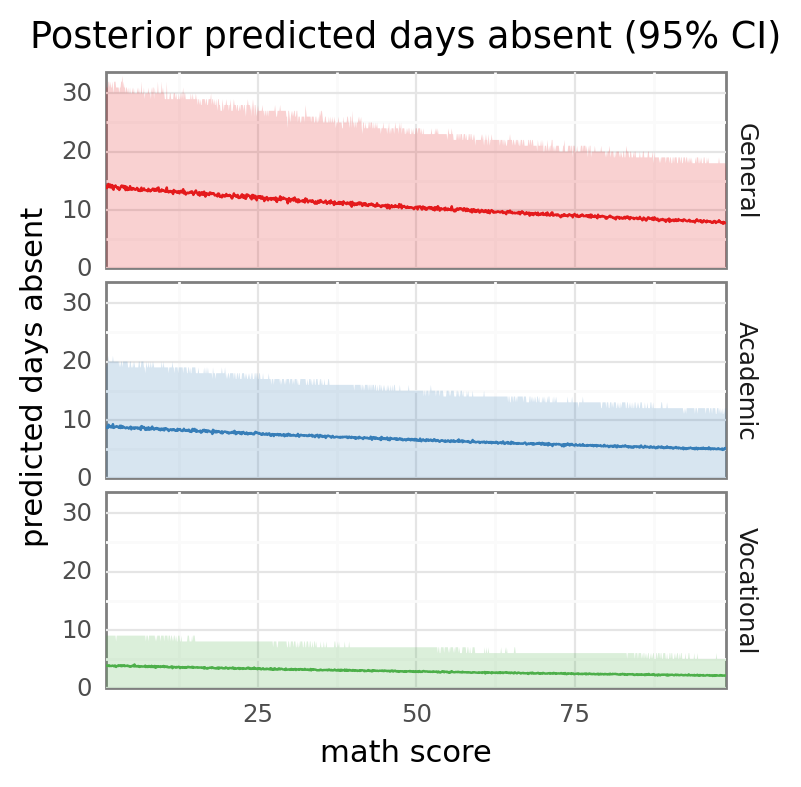 Posterior predicted days absent (95% CI)
predicted days absent
30
20
10
0
General
30
20
10
0
Academic
30
20
10
0
Vocational
25 50 75
math score